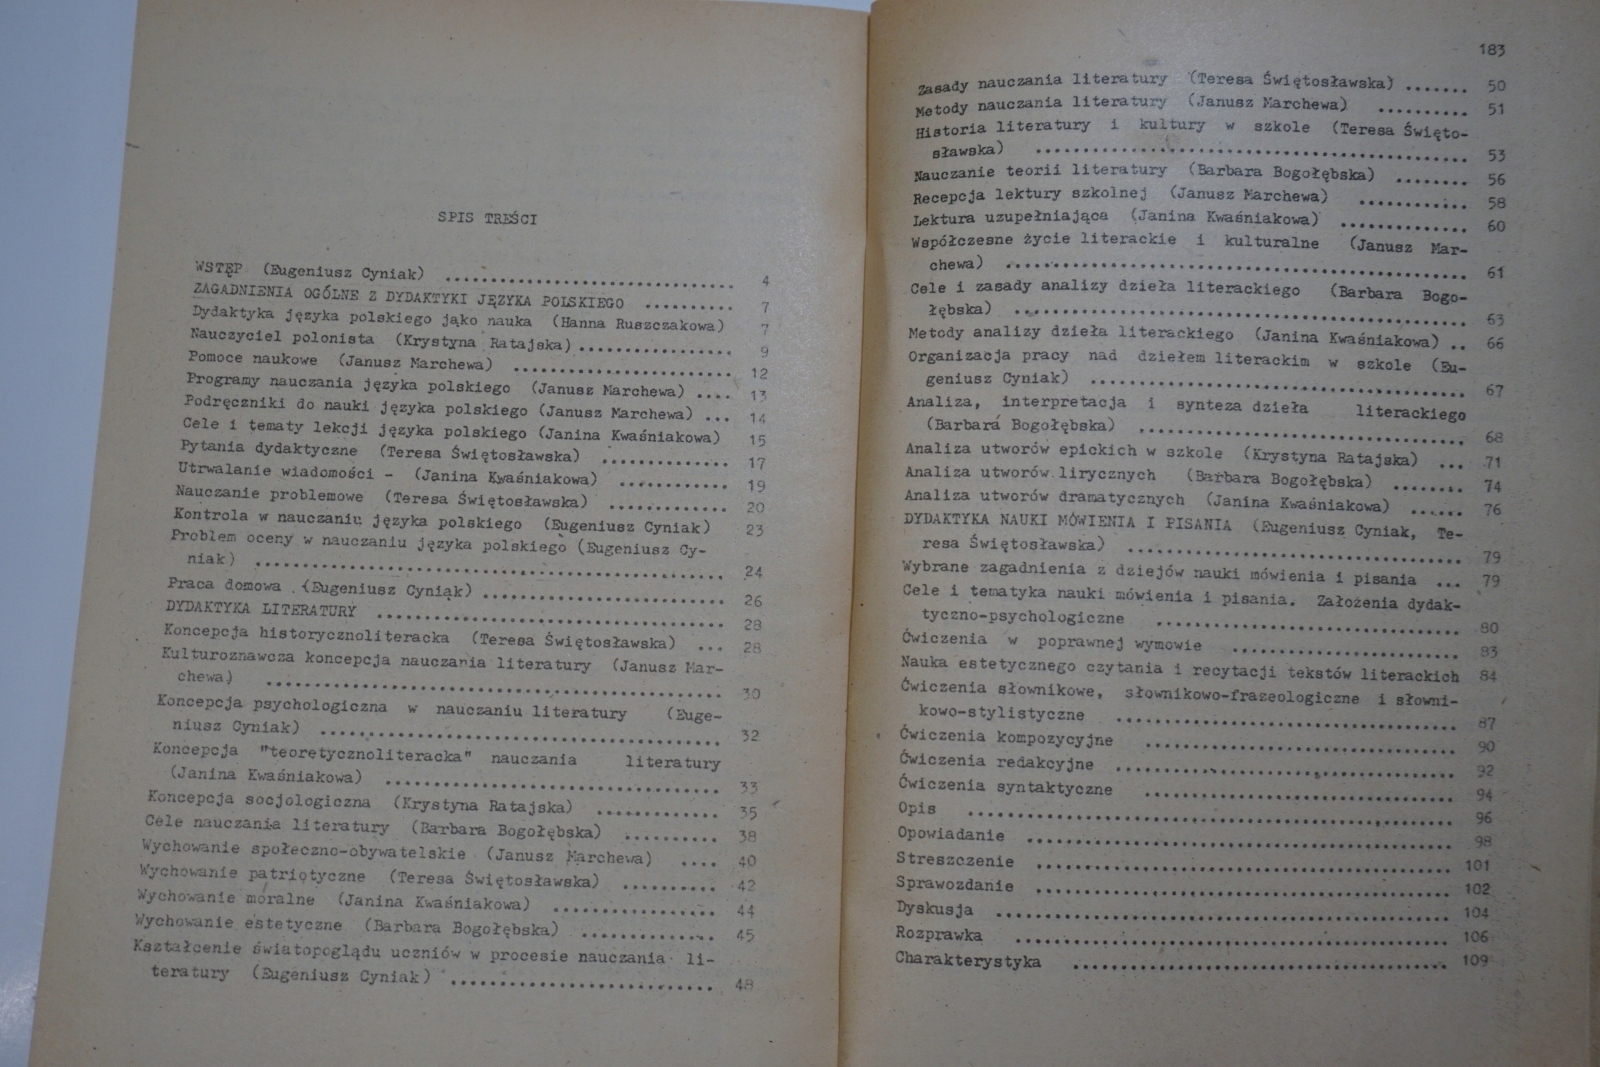 SPIS TREŚCI
WSTĘP (Eugeniusz Cyniak) .................................. 4
ZAGADNIENIA OGÓLNE Z DYDAKTYKI JĘZYKA POLSKIEGO .......... 7
Dydaktyka języka polskiego jako nauka (Hanna Ruszczakowa) 7
Nauczyciel polonista (Krystyna Ratajska) ................ 9
Pomoce naukowe (Janusz Marchewa) ........................ 12
Programy nauczania języka polskiego (Janusz Marchewa) .... 13
Podręczniki do nauki języka polskiego (Janusz Marchewa) ... 14
Cele i tematy lekcji języka polskiego (Janina Kwaśniakowa) 15
Pytania dydaktyczne (Teresa Świętosławska) .............. 17
Utrwalanie wiadomości - (Janina Kwaśniakowa) ............ 19
Nauczanie problemowe (Teresa Świętosławska) ............. 20
Kontrola w nauczaniu języka polskiego (Eugeniusz Cyniak) 23
Problem oceny w nauczaniu języka polskiego (Eugeniusz Cy-
niak) ................................................... 24
Praca domowa (Eugeniusz Cyniak) .......................... 26
DYDAKTYKA LITERATURY .................................... 28
Koncepcja historycznoliteracka (Teresa Świętosławska) ... 28
Kulturoznawcza koncepcja nauczania literatury (Janusz Mar-
chewa) .................................................. 30
Koncepcja psychologiczna w nauczaniu literatury (Euge-
niusz Cyniak) ........................................... 32
Koncepcja "teoretycznoliteracka" nauczania literatury
(Janina Kwaśniakowa) .................................... 33
Koncepcja socjologiczna (Krystyna Ratajska) ............. 35
Cele nauczania literatury (Barbara Bogołębska) .......... 38
Wychowanie społeczno-obywatelskie (Janusz Marchewa) .... 40
Wychowanie patriotyczne (Teresa Świętosławska) .......... 42
Wychowanie moralne (Janina Kwaśniakowa) ................. 44
Wychowanie estetyczne (Barbara Bogołębska) .............. 45
Kształcenie światopoglądu uczniów w procesie nauczania li-
teratury (Eugeniusz Cyniak) ............................. 48
183
Zasady nauczania literatury (Teresa Świętosławska) ....... 50
Metody nauczania literatury (Janusz Marchewa) .......... 51
Historia literatury i kultury w szkole (Teresa Święto-
sławska) ................................................ 53
Nauczanie teorii literatury (Barbara Bogołębska) ........ 56
Recepcja lektury szkolnej (Janusz Marchewa) ............ 58
Lektura uzupełniająca (Janina Kwaśniakowa) .............. 60
Współczesne życie literackie i kulturalne (Janusz Mar-
chewa) .................................................. 61
Cele i zasady analizy dzieła literackiego (Barbara Bogo-
łębska) ................................................. 63
Metody analizy dzieła literackiego (Janina Kwaśniakowa) .. 66
Organizacja pracy nad dziełem literackim w szkole (Eu-
geniusz Cyniak) ......................................... 67
Analiza, interpretacja i synteza dzieła literackiego
(Barbara Bogołębska) .................................... 68
Analiza utworów epickich w szkole (Krystyna Ratajska) ... 71
Analiza utworów lirycznych (Barbara Bogołębska) ........ 74
Analiza utworów dramatycznych (Janina Kwaśniakowa) ...... 76
DYDAKTYKA NAUKI MÓWIENIA I PISANIA (Eugeniusz Cyniak, Te-
resa Świętosławska) ..................................... 79
Wybrane zagadnienia z dziejów nauki mówienia i pisania ... 79
Cele i tematyka nauki mówienia i pisania. Założenia dydak-
tyczno-psychologiczne ................................... 80
Ćwiczenia w poprawnej wymowie ........................... 83
Nauka estetycznego czytania i recytacji tekstów literackich 84
Ćwiczenia słownikowe, słownikowo-frazeologiczne i słowni-
kowo-stylistyczne ....................................... 87
Ćwiczenia kompozycyjne .................................. 90
Ćwiczenia redakcyjne .................................... 92
Ćwiczenia syntaktyczne .................................. 94
Opis .................................................... 96
Opowiadanie ............................................. 98
Streszczenie ............................................ 101
Sprawozdanie ............................................ 102
Dyskusja ................................................ 104
Rozprawka ............................................... 106
Charakterystyka ......................................... 109